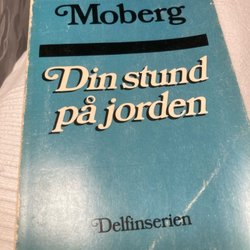 Moberg
Din stund
på jorden
Delfinserien